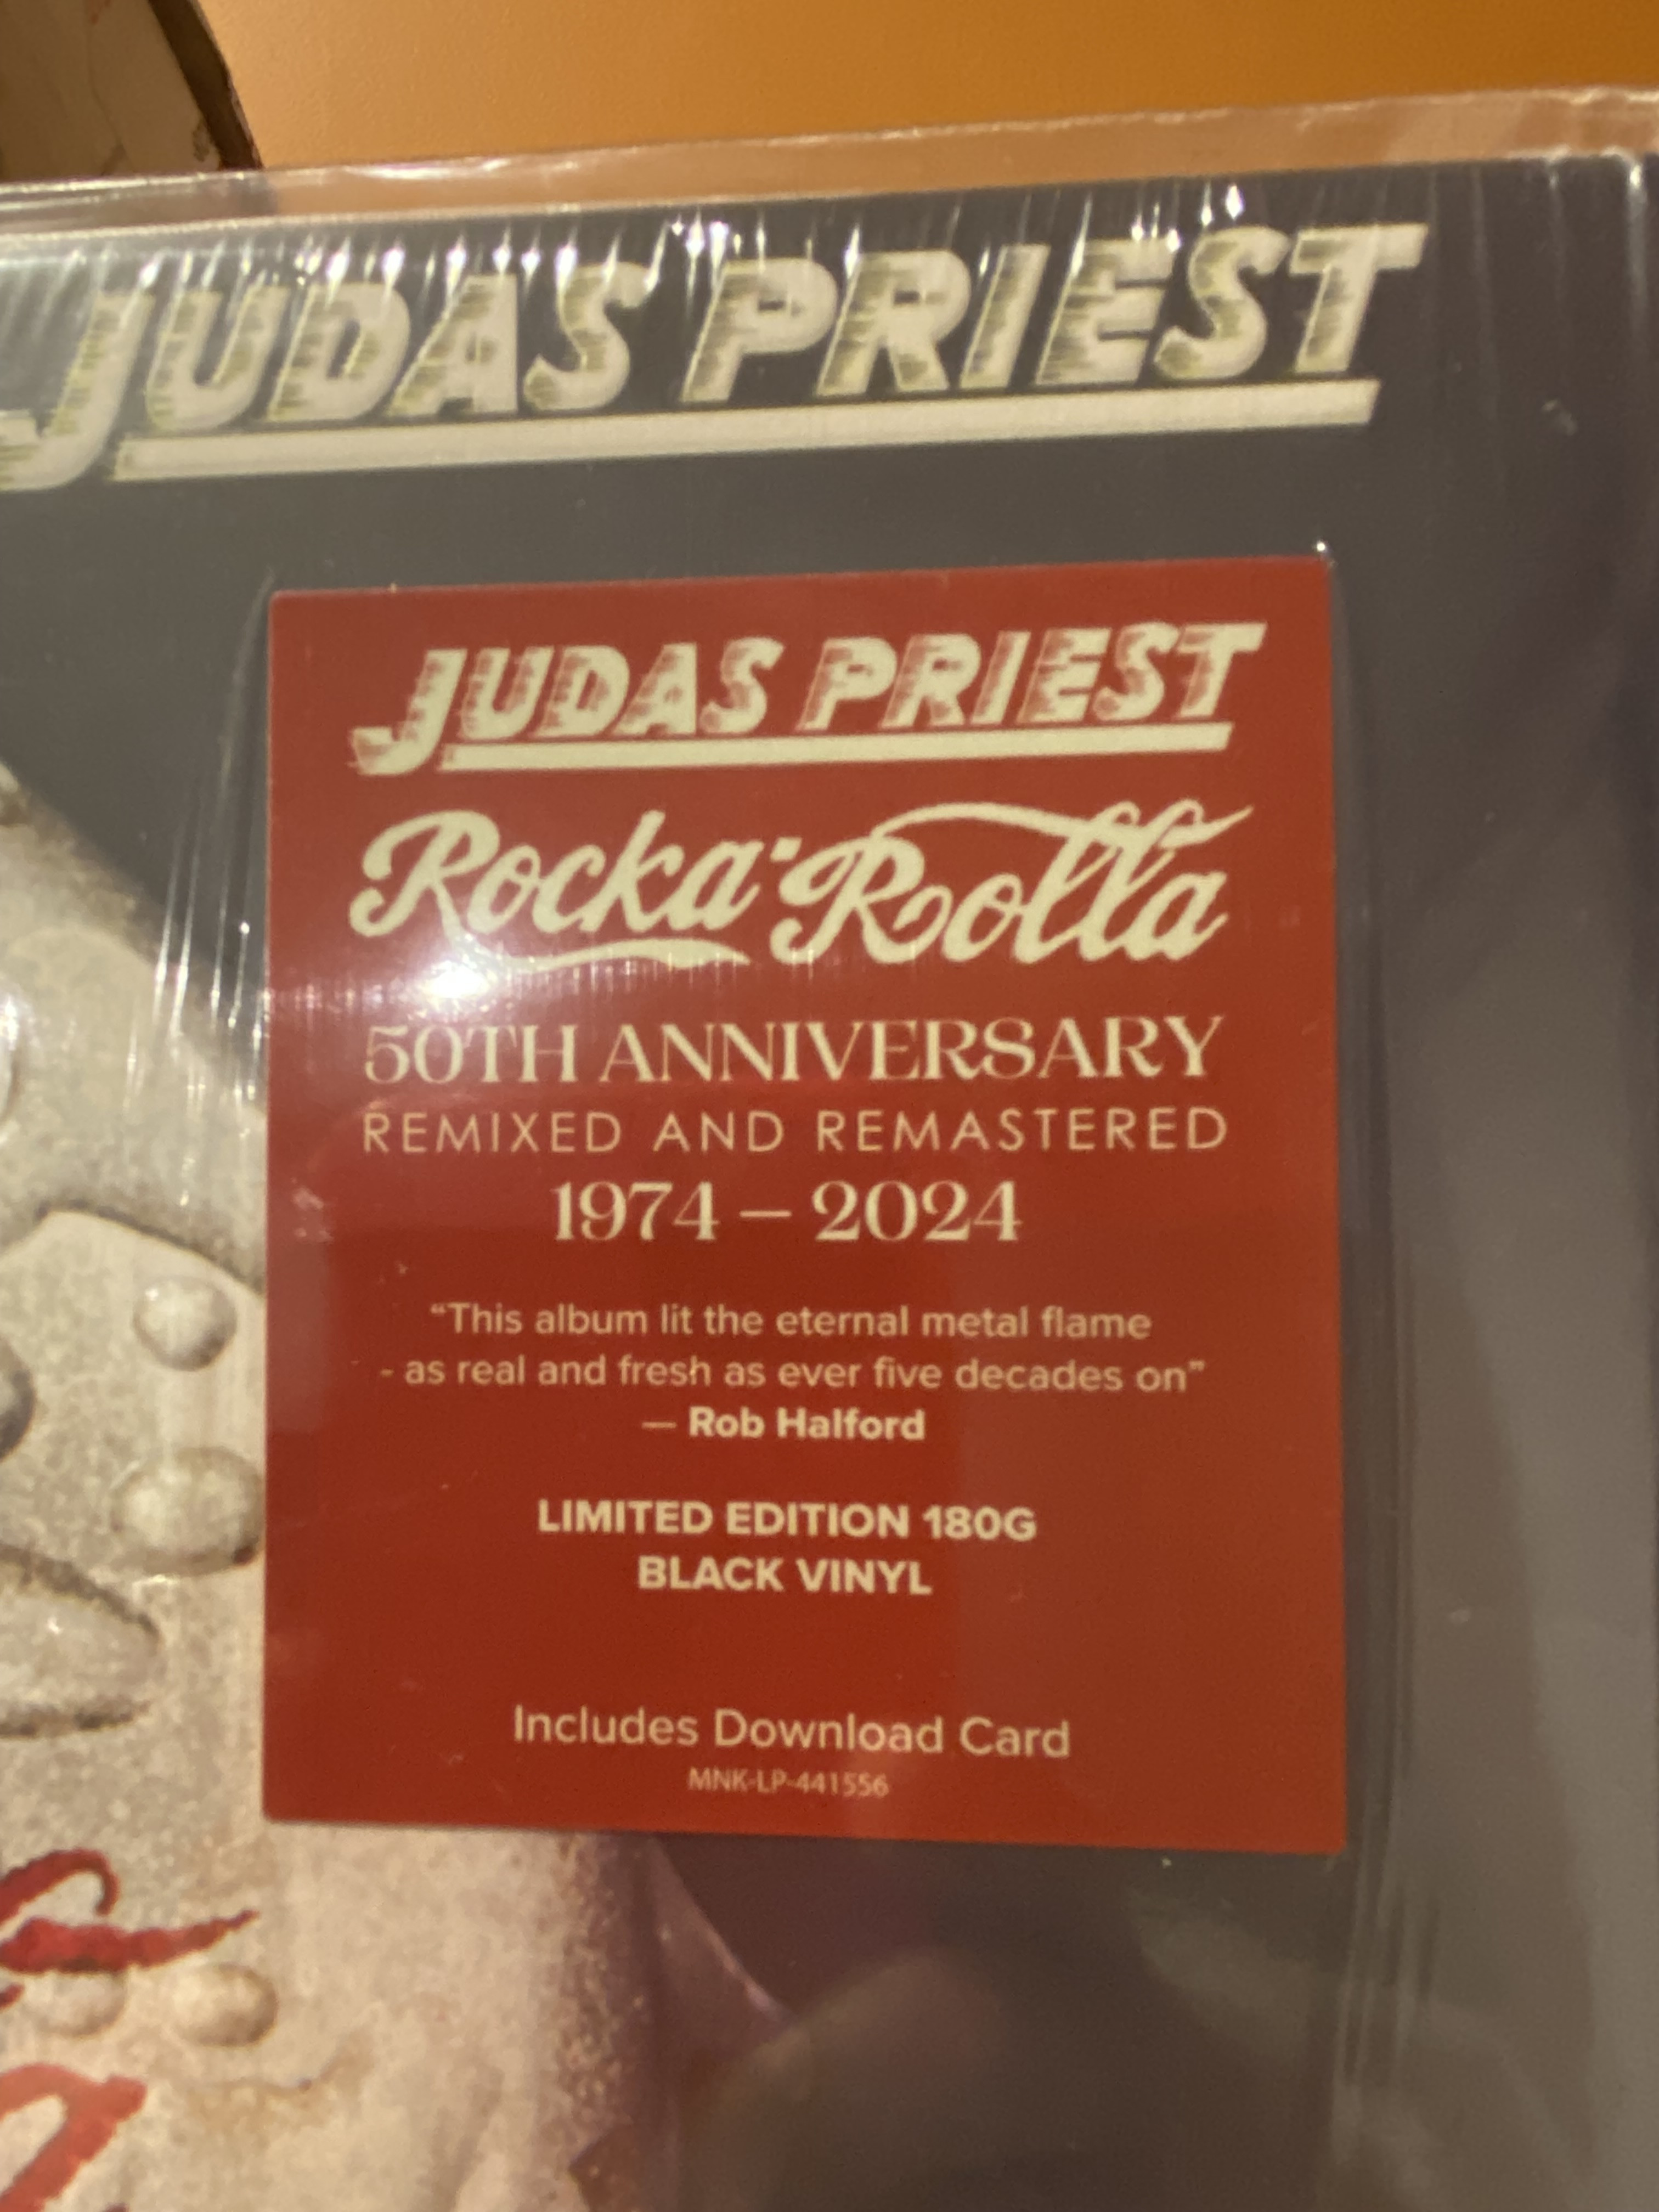 JUDAS PRIEST
JUDAS PRIEST
Rocka Rolla
50TH ANNIVERSARY
REMIXED AND REMASTERED
1974 – 2024
“This album lit the eternal metal flame
- as real and fresh as ever five decades on”
— Rob Halford
LIMITED EDITION 180G
BLACK VINYL
Includes Download Card
MNK-LP-441556